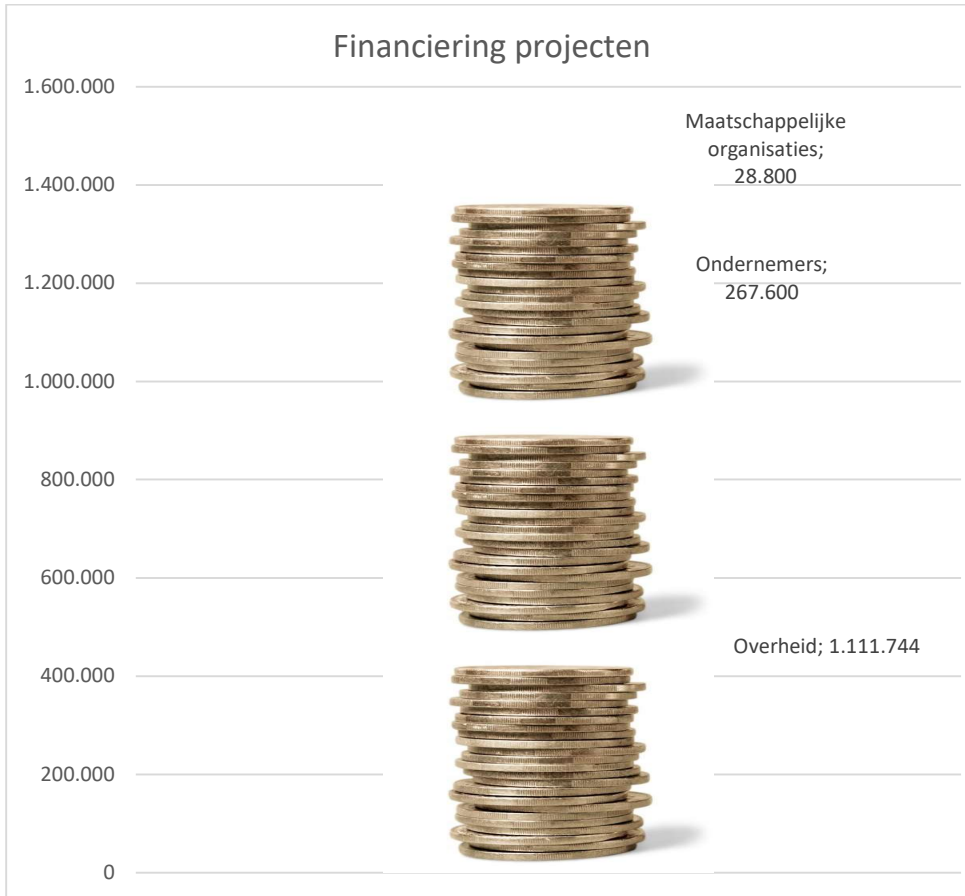 Financiering projecten
1.600.000
Maatschappelijke
organisaties;
28.800
1.400.000
Ondernemers;
267.600
1.200.000
1.000.000
800.000
600.000
Overheid; 1.111.744
400.000
200.000
0